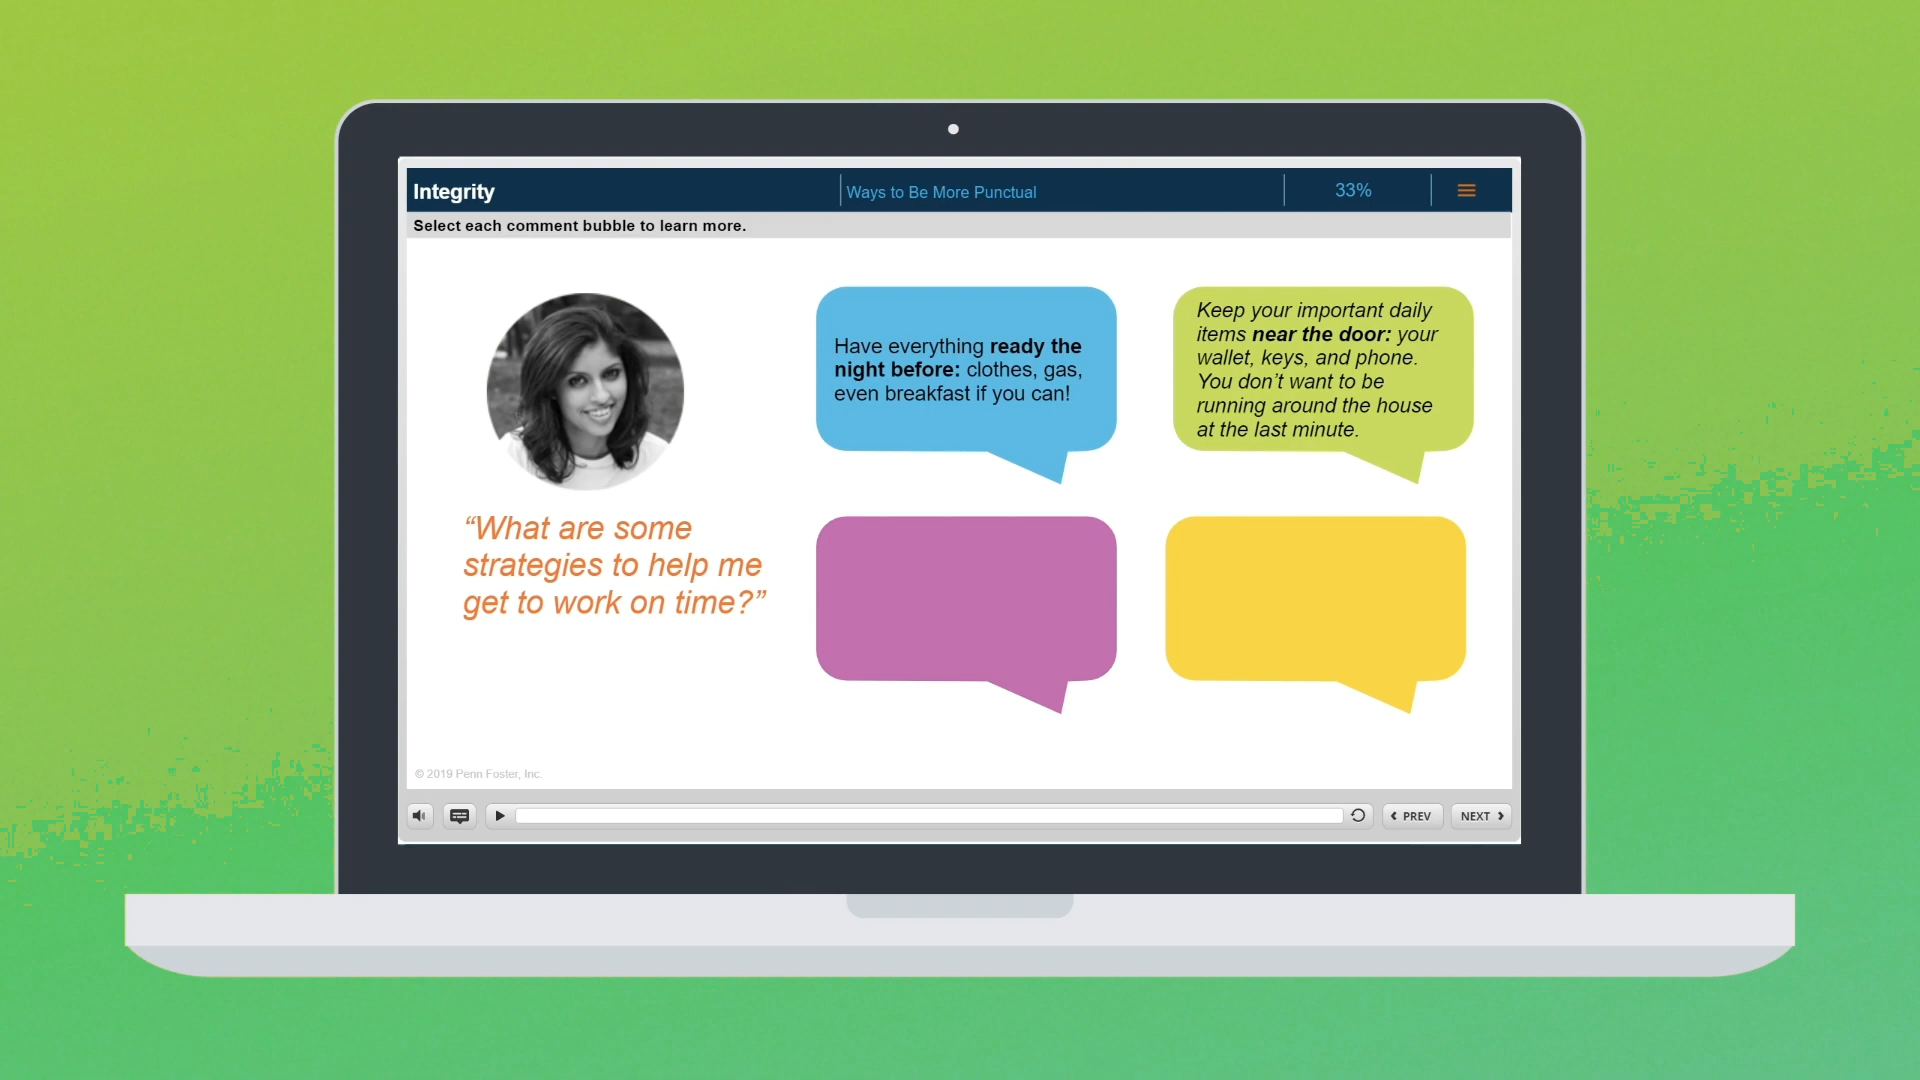 Integrity
Ways to Be More Punctual
33%
Select each comment bubble to learn more.
“What are some
strategies to help me
get to work on time?”
Have everything ready the
night before: clothes, gas,
even breakfast if you can!
Keep your important daily
items near the door: your
wallet, keys, and phone.
You don’t want to be
running around the house
at the last minute.
© 2019 Penn Foster, Inc.
PREV
NEXT